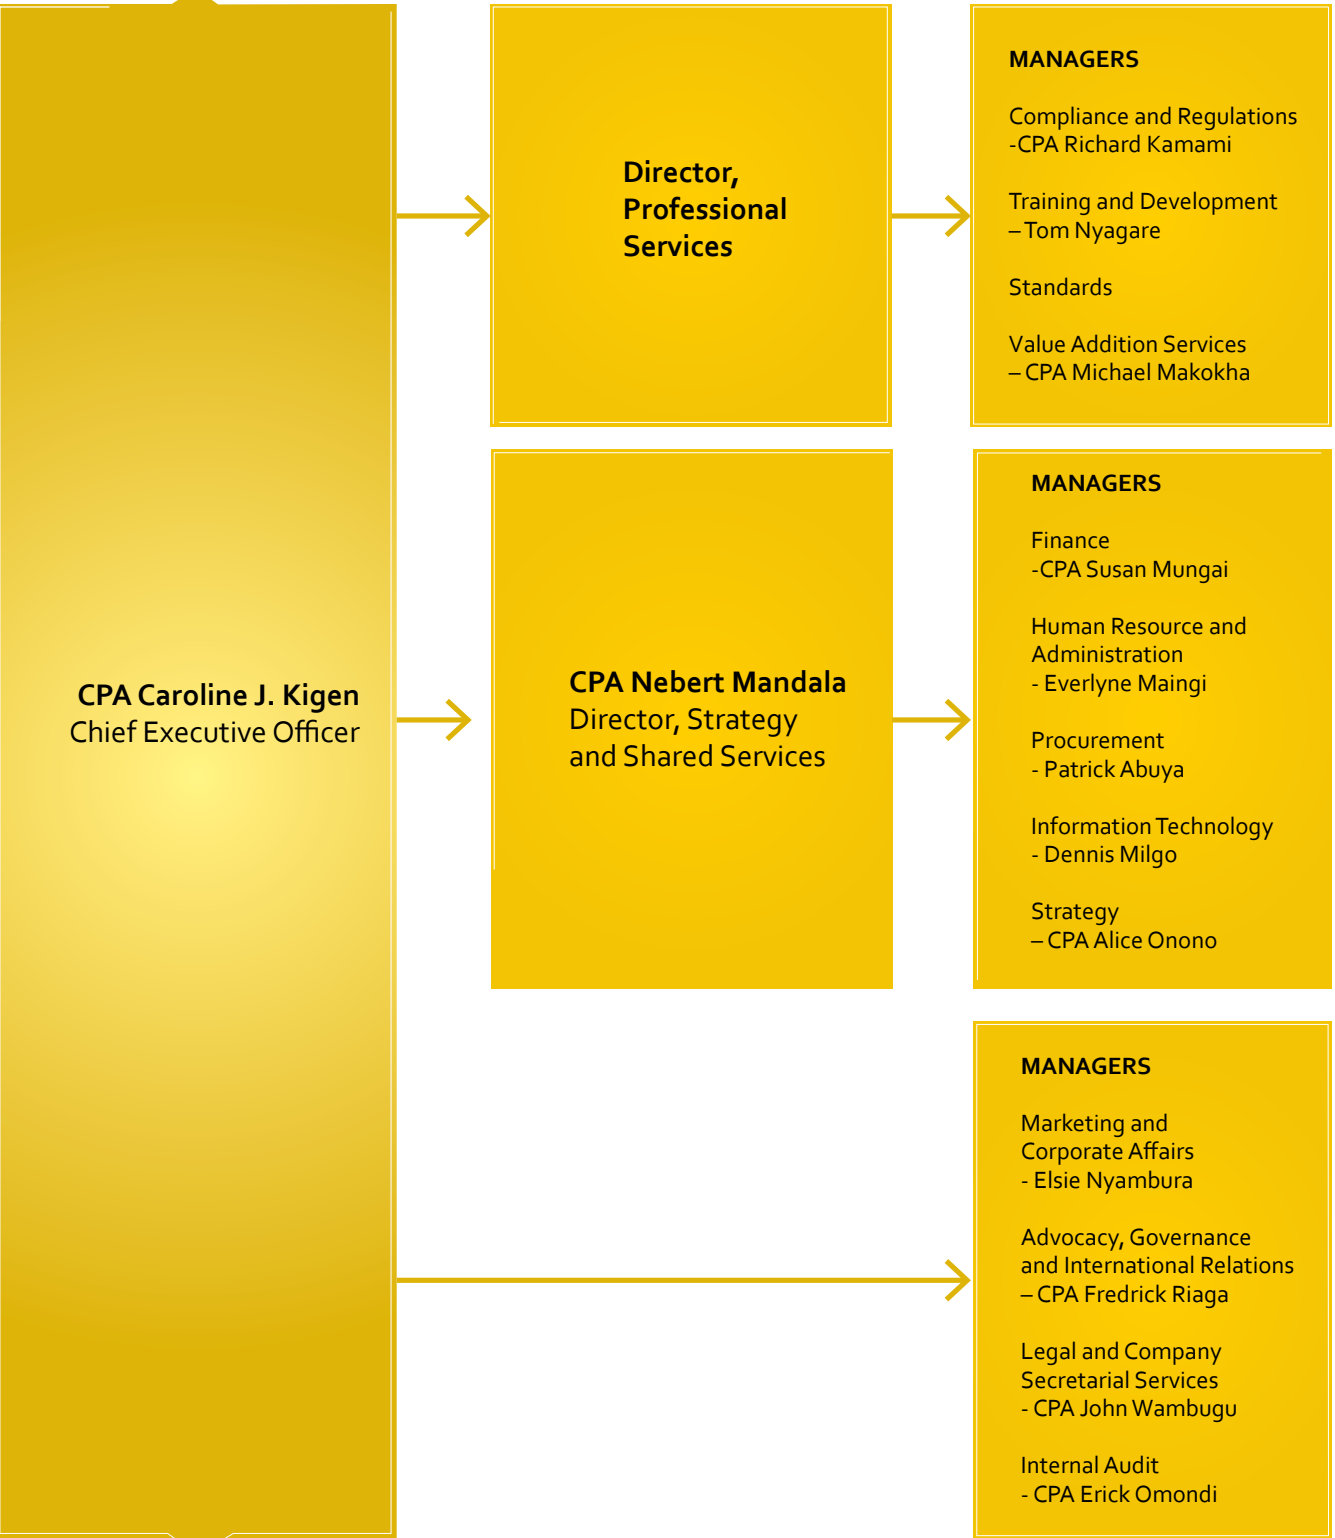 CPA Caroline J. Kigen
Chief Executive Officer
Director,
Professional
Services
MANAGERS
Compliance and Regulations
-CPA Richard Kamami
Training and Development
– Tom Nyagare
Standards
Value Addition Services
– CPA Michael Makokha
CPA Nebert Mandala
Director, Strategy
and Shared Services
MANAGERS
Finance
-CPA Susan Mungai
Human Resource and
Administration
- Everlyne Maingi
Procurement
- Patrick Abuya
Information Technology
- Dennis Milgo
Strategy
– CPA Alice Onono
MANAGERS
Marketing and
Corporate Affairs
- Elsie Nyambura
Advocacy, Governance
and International Relations
– CPA Fredrick Riaga
Legal and Company
Secretarial Services
- CPA John Wambugu
Internal Audit
- CPA Erick Omondi